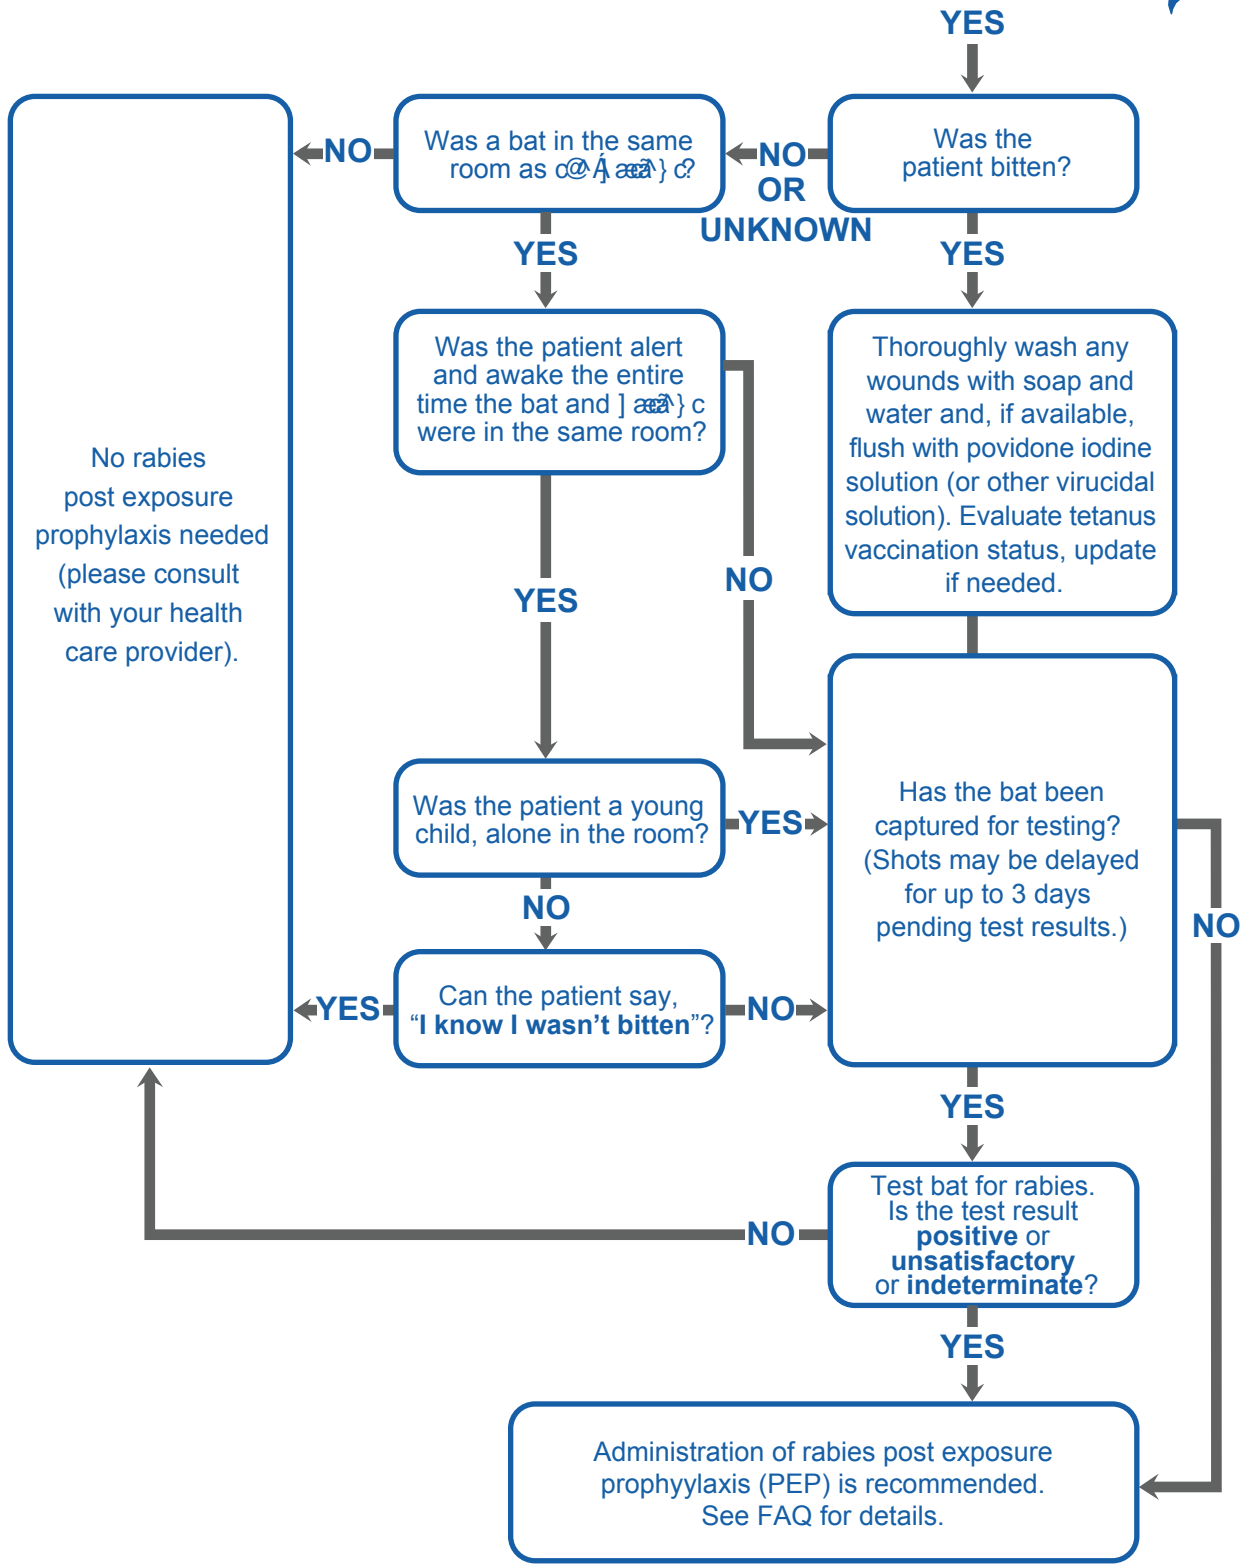 YES
Was the
patient bitten?
NO
OR
UNKNOWN
Was a bat in the same
room as
NO
YES
YES
No rabies
post exposure
prophylaxis needed
(please consult
with your health
care provider).
Was the patient alert
and awake the entire
time the bat and
were in the same room?
Thoroughly wash any
wounds with soap and
water and, if available,
flush with povidone iodine
solution (or other virucidal
solution). Evaluate tetanus
vaccination status, update
if needed.
YES
NO
Was the patient a young
child, alone in the room?
YES
NO
Has the bat been
captured for testing?
(Shots may be delayed
for up to 3 days
pending test results.)
NO
Can the patient say,
“I know I wasn't bitten”?
YES
NO
YES
Test bat for rabies.
Is the test result
positive or
unsatisfactory
or indeterminate?
NO
YES
Administration of rabies post exposure
prophyylaxis (PEP) is recommended.
See FAQ for details.